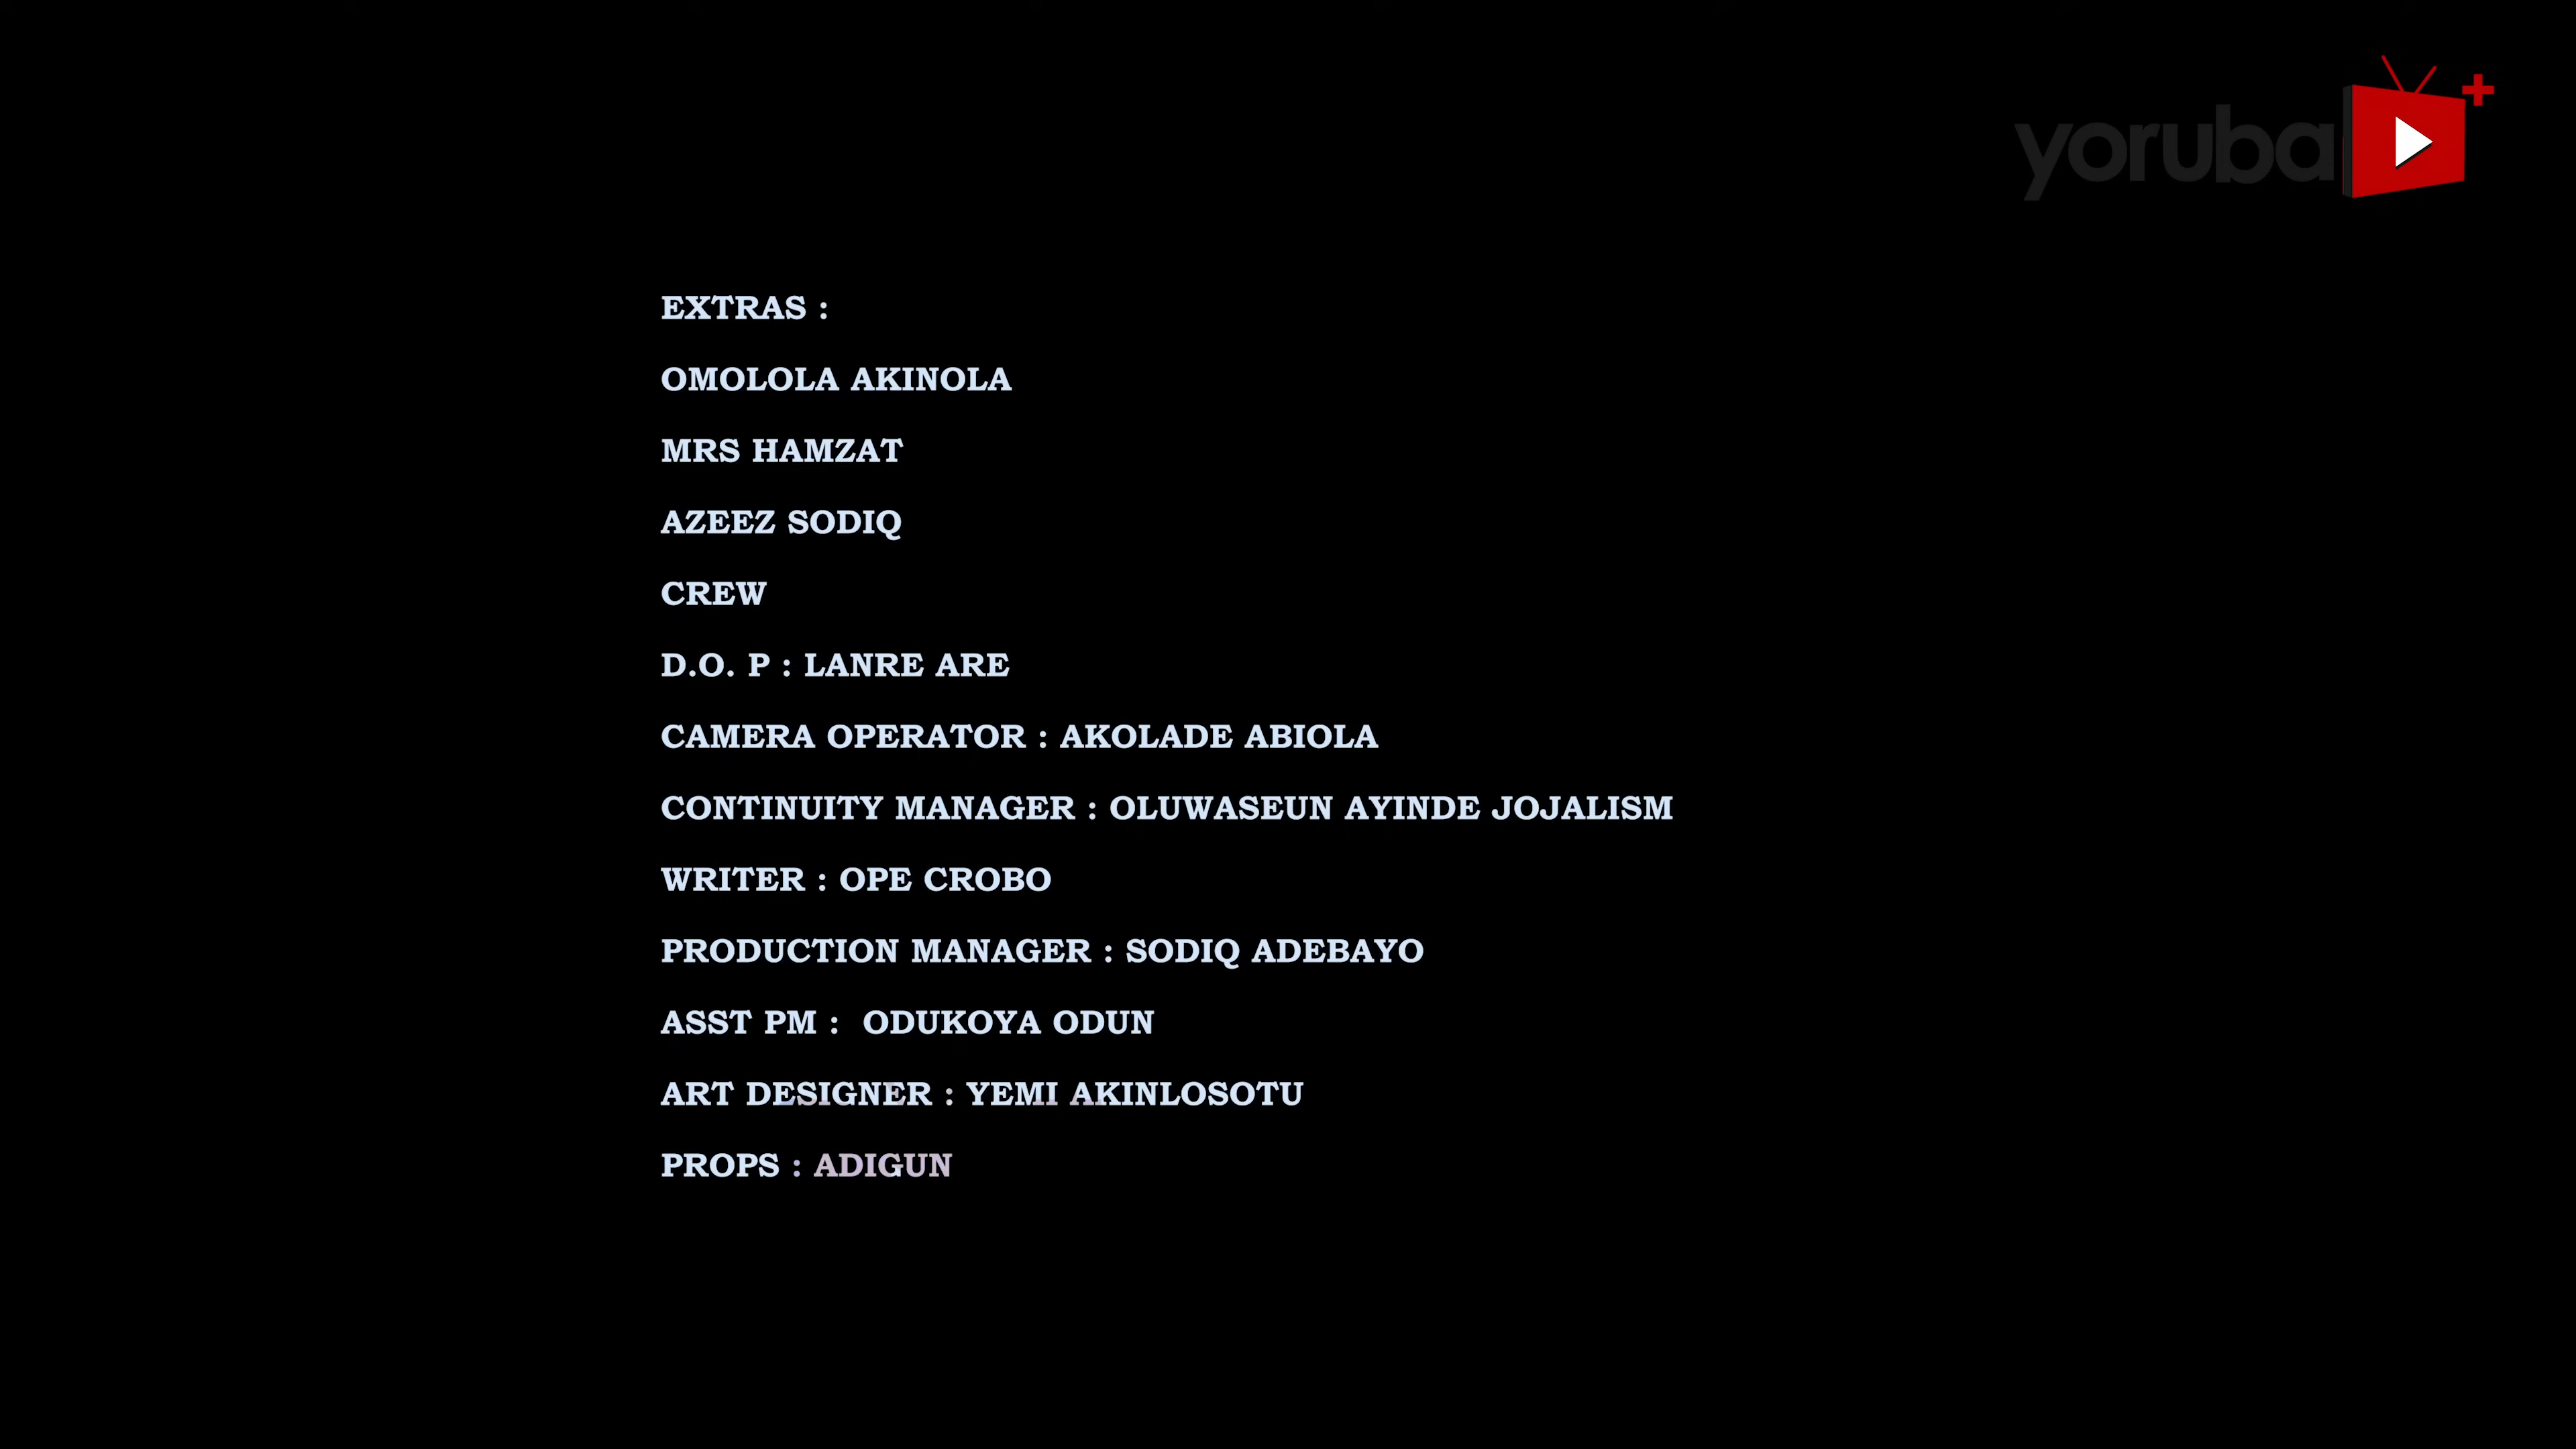 yoruba
EXTRAS :
OMOLOLA AKINOLA
MRS HAMZAT
AZEEZ SODIQ
CREW
D.O. P : LANRE ARE
CAMERA OPERATOR : AKOLADE ABIOLA
CONTINUITY MANAGER : OLUWASEUN AYINDE JOJALISM
WRITER : OPE CROBO
PRODUCTION MANAGER : SODIQ ADEBAYO
ASST PM :  ODUKOYA ODUN
ART DESIGNER : YEMI AKINLOSOTU
PROPS : ADIGUN